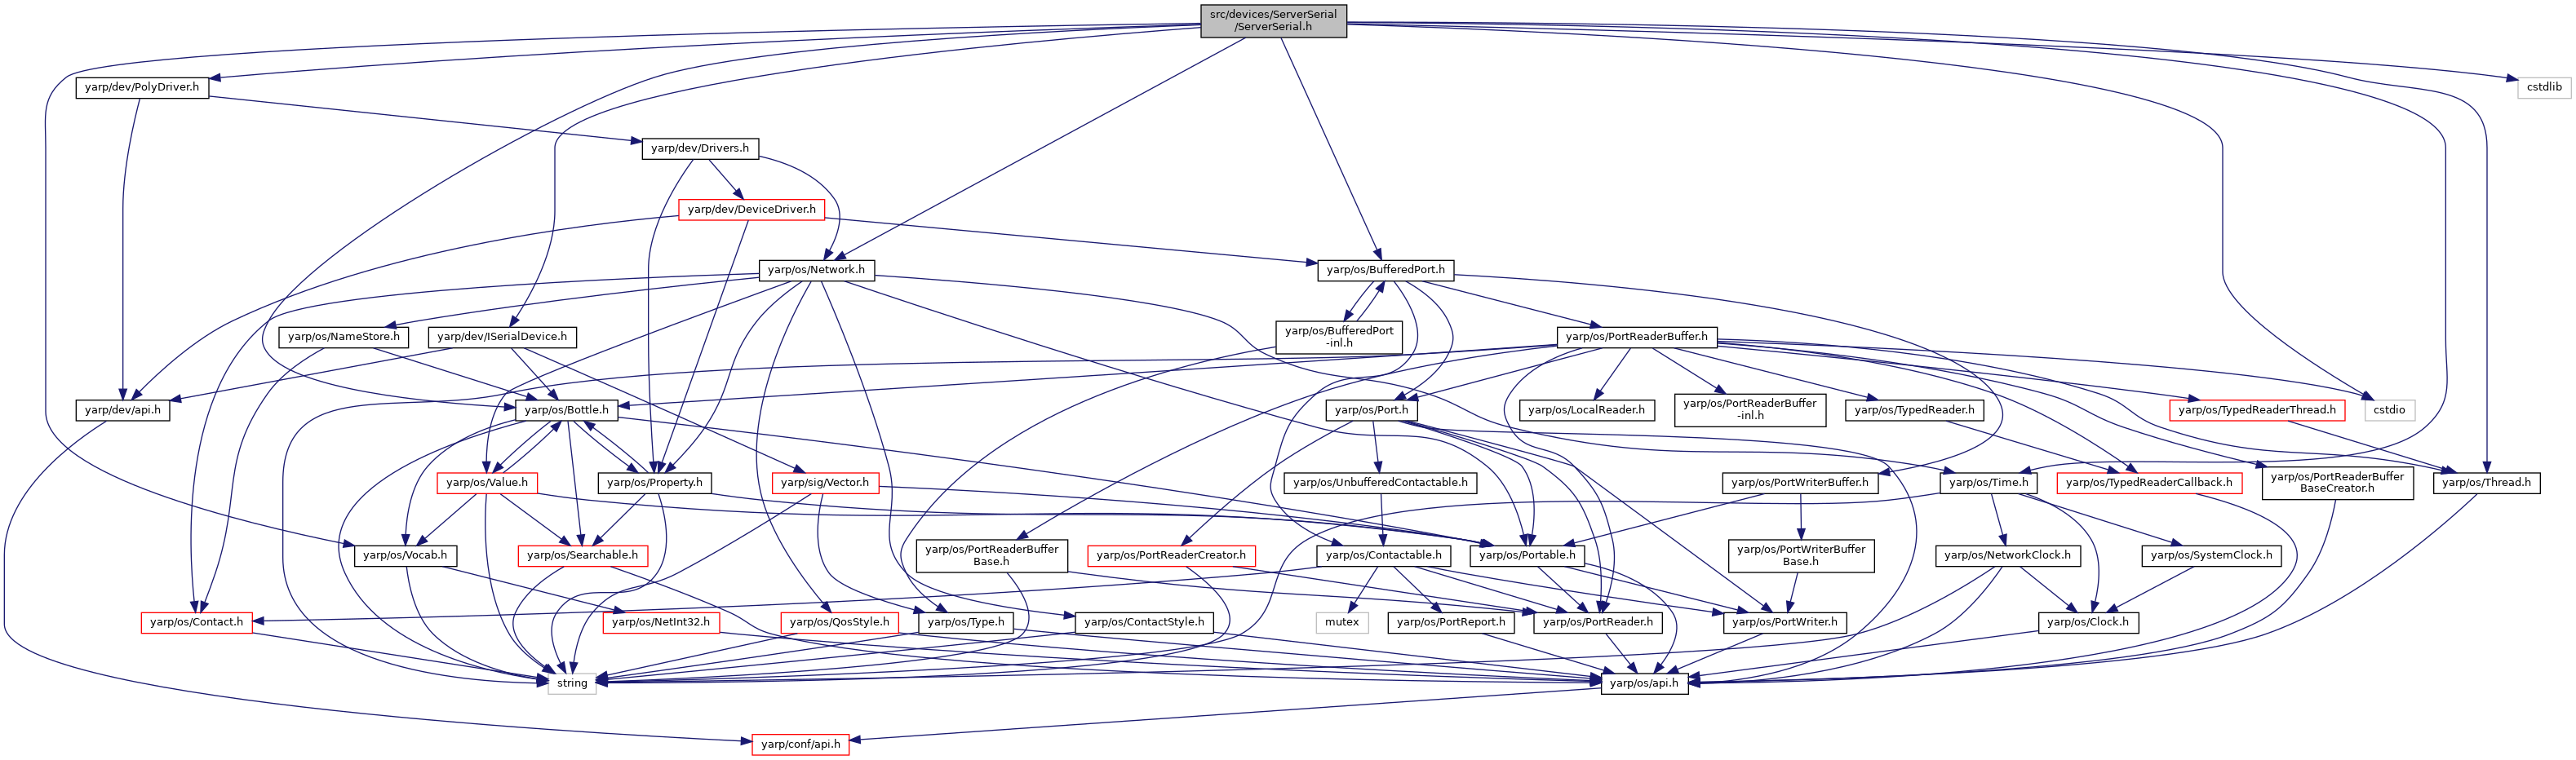 src/devices/ServerSerial
/ServerSerial.h
yarp/dev/PolyDriver.h
cstdlib
yarp/dev/Drivers.h
yarp/dev/DeviceDriver.h
yarp/os/Network.h
yarp/os/BufferedPort.h
yarp/os/NameStore.h
yarp/dev/ISerialDevice.h
yarp/os/BufferedPort
-inl.h
yarp/os/PortReaderBuffer.h
yarp/dev/api.h
yarp/os/Bottle.h
yarp/os/Port.h
yarp/os/LocalReader.h
yarp/os/PortReaderBuffer
-inl.h
yarp/os/TypedReader.h
yarp/os/TypedReaderThread.h
cstdio
yarp/os/Value.h
yarp/os/Property.h
yarp/sig/Vector.h
yarp/os/UnbufferedContactable.h
yarp/os/PortWriterBuffer.h
yarp/os/Time.h
yarp/os/TypedReaderCallback.h
yarp/os/PortReaderBuffer
BaseCreator.h
yarp/os/Thread.h
yarp/os/Vocab.h
yarp/os/Searchable.h
yarp/os/PortReaderBuffer
Base.h
yarp/os/PortReaderCreator.h
yarp/os/Contactable.h
yarp/os/Portable.h
yarp/os/PortWriterBuffer
Base.h
yarp/os/NetworkClock.h
yarp/os/SystemClock.h
yarp/os/Contact.h
yarp/os/NetInt32.h
yarp/os/QosStyle.h
yarp/os/Type.h
yarp/os/ContactStyle.h
mutex
yarp/os/PortReport.h
yarp/os/PortReader.h
yarp/os/PortWriter.h
yarp/os/Clock.h
string
yarp/os/api.h
yarp/conf/api.h